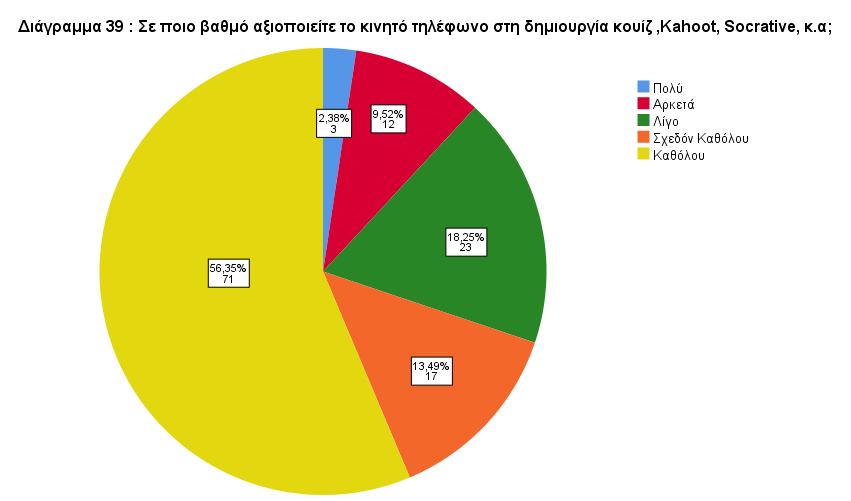 Διάγραμμα 39 : Σε ποιο βαθμό αξιοποιείτε το κινητό τηλέφωνο στη δημιουργία κουίζ ,Kahoot, Socrative, κ.α;
Πολύ
Αρκετά
Λίγο
Σχεδόν Καθόλου
Καθόλου
2,38%
3
9,52%
12
18,25%
23
13,49%
17
56,35%
71